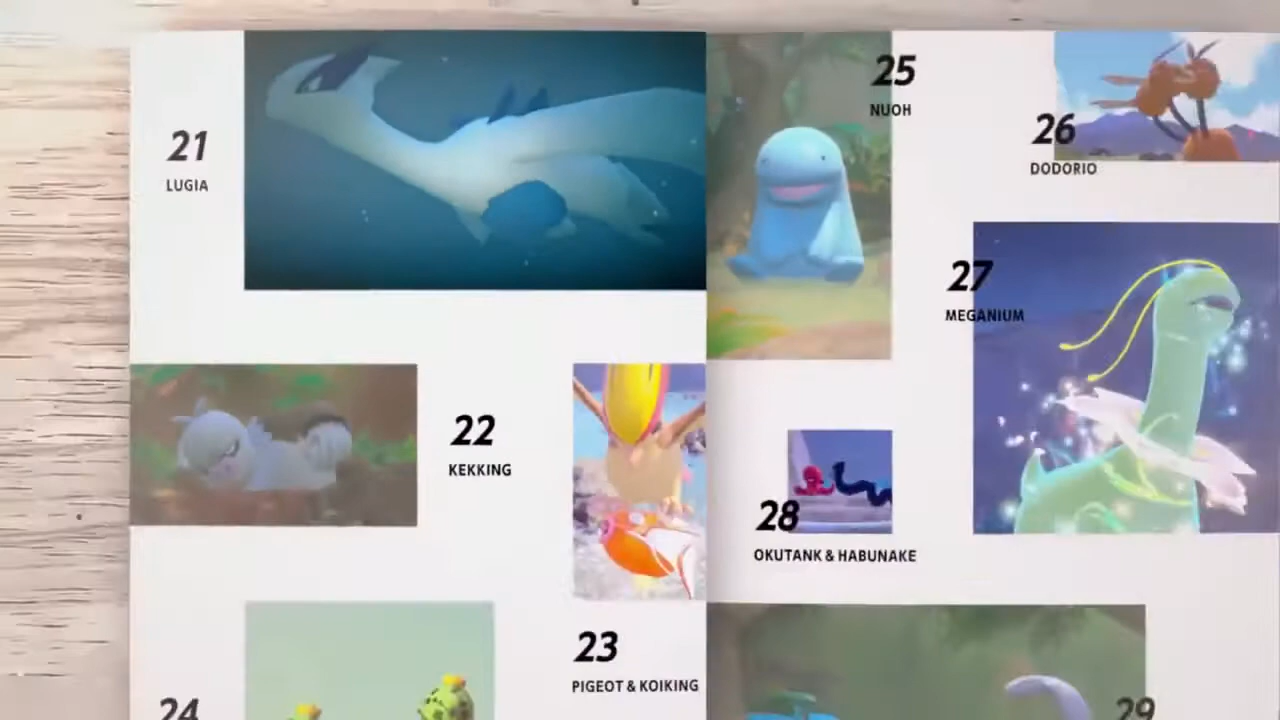 21
LUGIA
22
KEKKING
23
PIGEOT & KOIKING
24
25
NUOH
26
DODORIO
27
MEGANIUM
28
OKUTANK & HABUNAKE
29